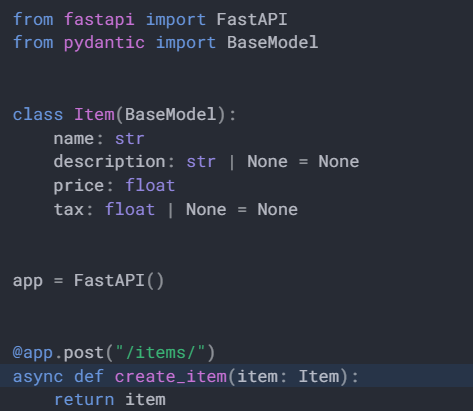 from fastapi import FastAPI
from pydantic import BaseModel
class Item(BaseModel):
    name: str
    description: str | None = None
    price: float
    tax: float | None = None
app = FastAPI()
@app.post("/items/")
async def create_item(item: Item):
    return item